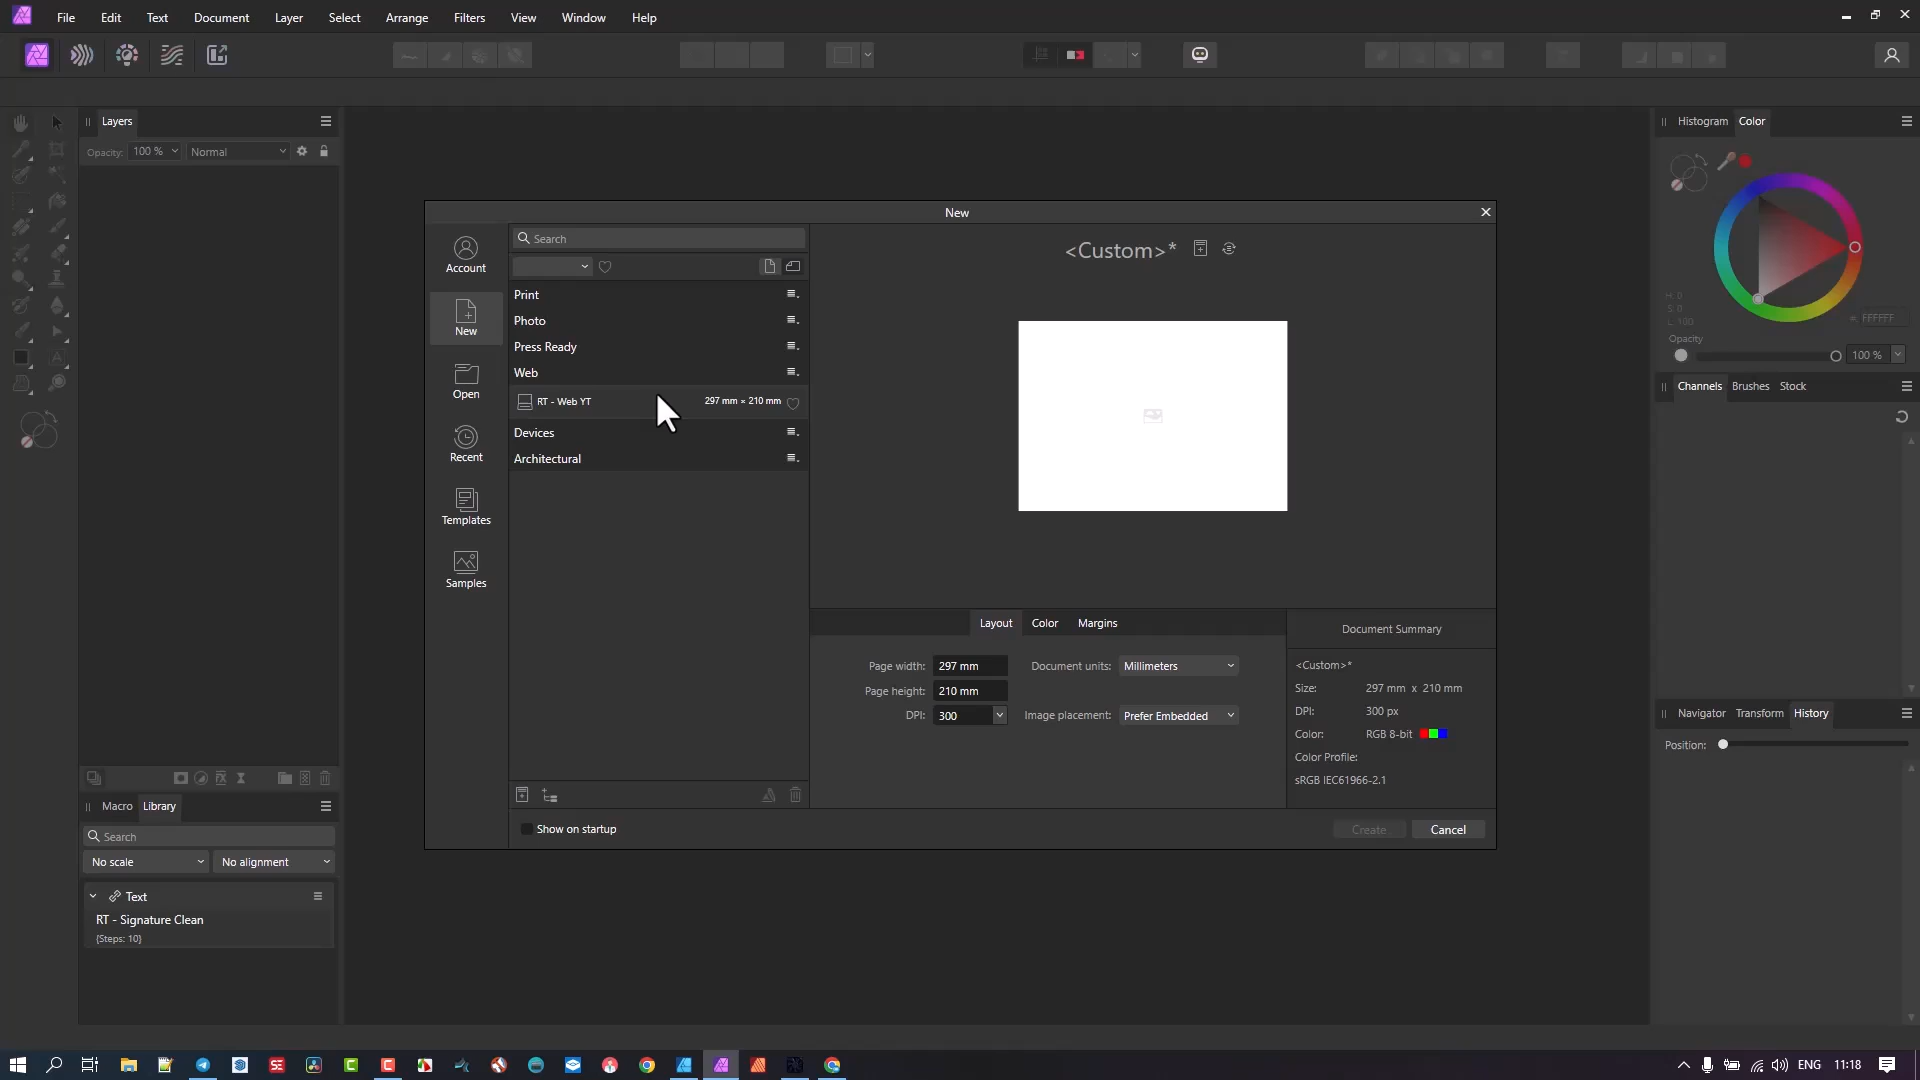 File Edit Text Document Layer Select Arrange Filters View Window Help
Layers
Opacity: 100 % Normal
Histogram Color
H: 0
S: 0
L: 100
#: FFFFFF
Opacity
100 %
Channels Brushes Stock
Navigator Transform History
Position:
New
Account
New
Open
Recent
Templates
Samples
Search
Print
Photo
Press Ready
Web
RT - Web YT 297 mm × 210 mm
Devices
Architectural
<Custom>*
Layout Color Margins
Page width: 297 mm Document units: Millimeters
Page height: 210 mm
DPI: 300 Image placement: Prefer Embedded
Document Summary
<Custom>*
Size: 297 mm x 210 mm
DPI: 300 px
Color: RGB 8-bit
Color Profile:
sRGB IEC61966-2.1
Show on startup
Create Cancel
Macro Library
Search
No scale No alignment
Text
RT - Signature Clean
{Steps: 10}
ENG 11:18